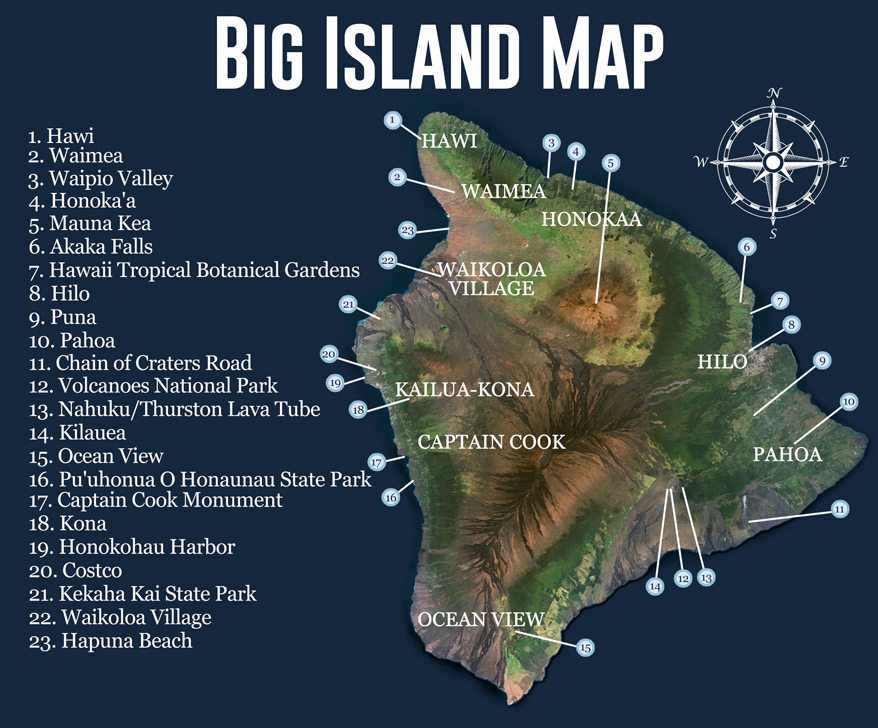 BIG ISLAND MAP
1. Hawi
2. Waimea
3. Waipio Valley
4. Honoka'a
5. Mauna Kea
6. Akaka Falls
7. Hawaii Tropical Botanical Gardens
8. Hilo
9. Puna
10. Pahoa
11. Chain of Craters Road
12. Volcanoes National Park
13. Nahuku/Thurston Lava Tube
14. Kilauea
15. Ocean View
16. Pu'uhonua O Honaunau State Park
17. Captain Cook Monument
18. Kona
19. Honokohau Harbor
20. Costco
21. Kekaha Kai State Park
22. Waikoloa Village
23. Hapuna Beach
N
W
E
S
1
HAWI
3
4
5
2
WAIMEA
HONOKAA
23
22
WAIKOLOA
VILLAGE
6
7
21
8
20
HILO
9
19
KAILUA-KONA
18
10
CAPTAIN COOK
PAHOA
17
16
11
14
12
13
OCEAN VIEW
15